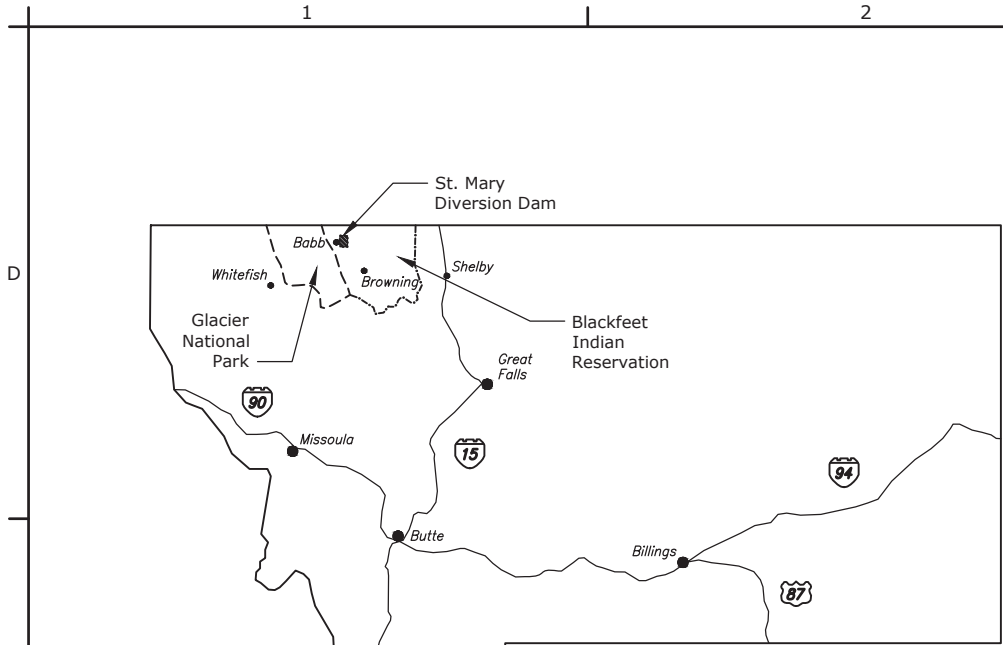 1
2
D
St. Mary
Diversion Dam
Babb
Whitefish
Browning
Shelby
Glacier
National
Park
Blackfeet
Indian
Reservation
Great
Falls
90
Missoula
15
94
Butte
Billings
87